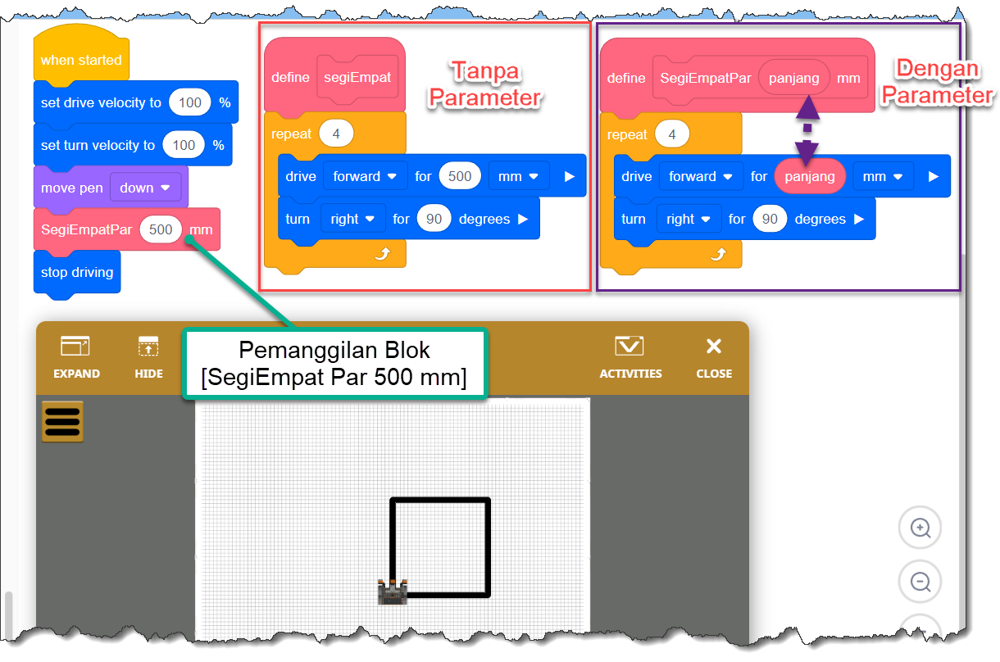 when started
set drive velocity to 100 %
set turn velocity to 100 %
move pen down
SegiEmpatPar 500 mm
stop driving
define segiEmpat
Tanpa
Parameter
repeat 4
drive forward for 500 mm
turn right for 90 degrees
define SegiEmpatPar panjang mm
Dengan
Parameter
repeat 4
drive forward for panjang mm
turn right for 90 degrees
EXPAND
HIDE
Pemanggilan Blok
[SegiEmpat Par 500 mm]
ACTIVITIES
CLOSE